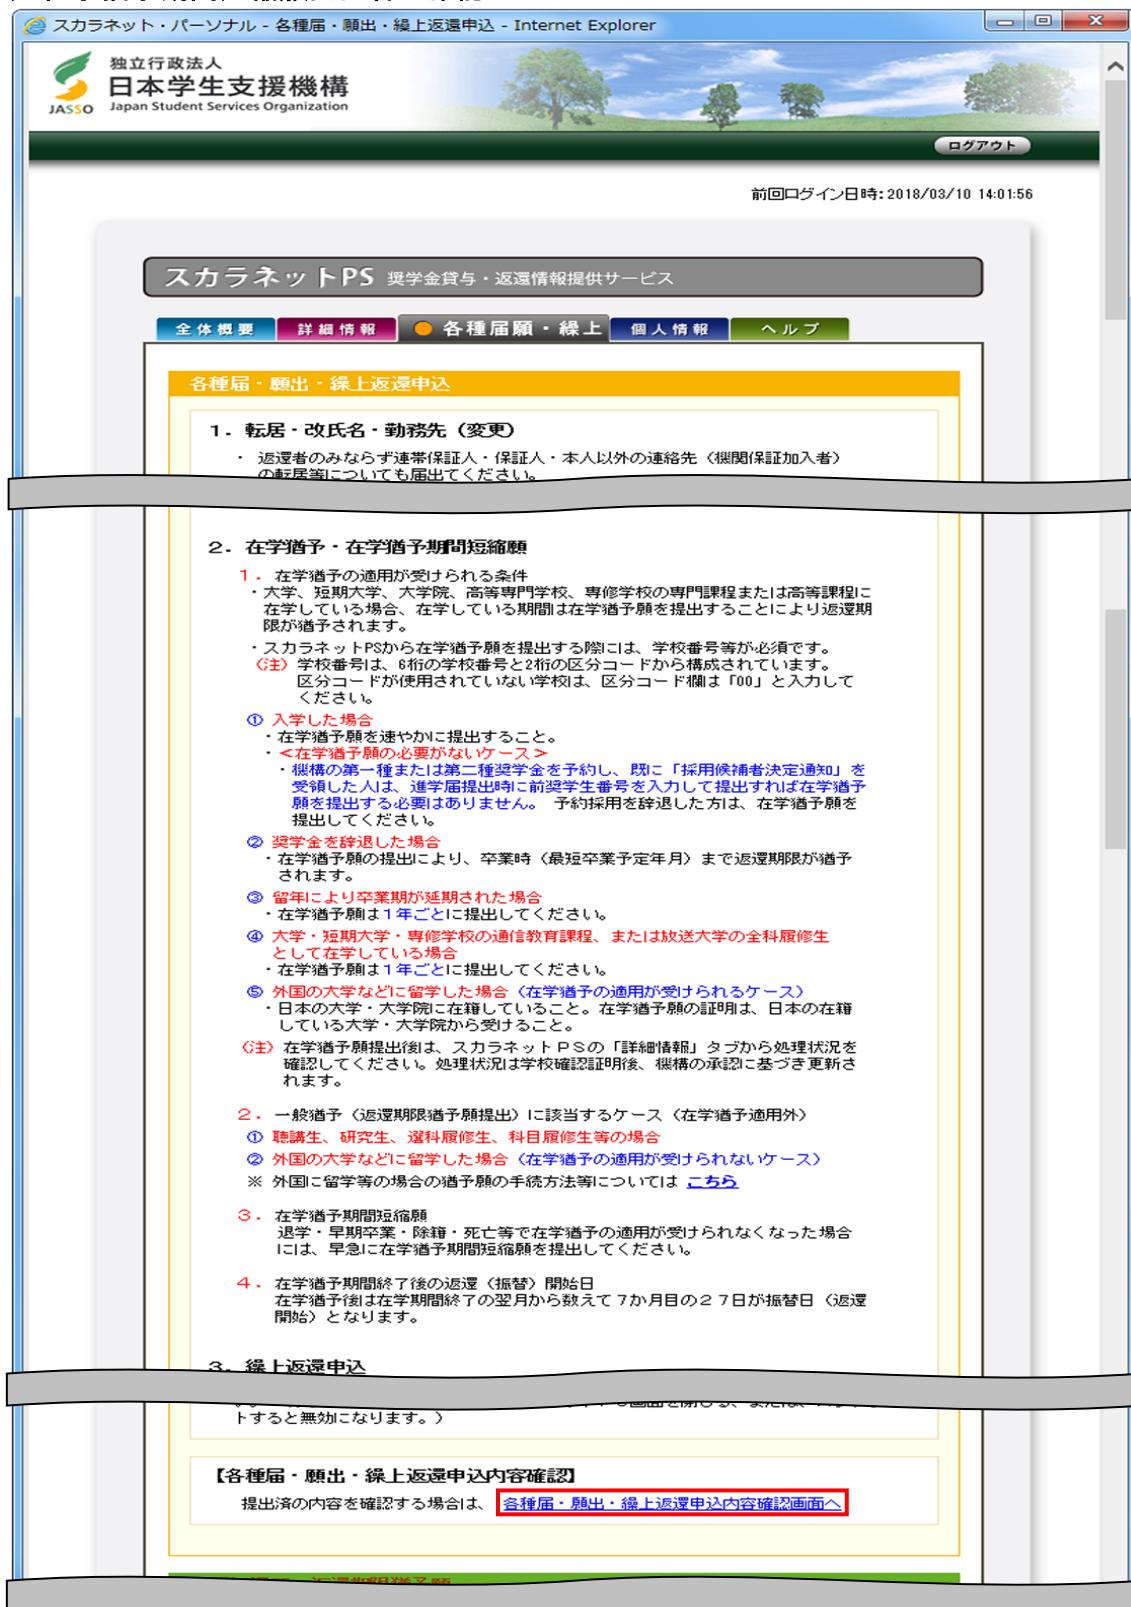 スカラネット・パーソナル - 各種届・願出・繰上返還申込 - Internet Explorer
独立行政法人
日本学生支援機構
JASSO Japan Student Services Organization
ログアウト
前回ログイン日時:2018/03/10 14:01:56
スカラネットPS 奨学金貸与・返還情報提供サービス
全体概要 詳細情報 各種届願・繰上 個人情報 ヘルプ
各種届・願出・繰上返還申込
1. 転居・改氏名・勤務先（変更）
・ 返還者のみならず連帯保証人・保証人・本人以外の連絡先（機関保証加入者）
の転居等についても届出てください。
2. 在学猶予・在学猶予期間短縮願
1. 在学猶予の適用が受けられる条件
・大学、短期大学、大学院、高等専門学校、専修学校の専門課程または高等課程に
在学している場合、在学している期間は在学猶予願を提出することにより返還期
限が猶予されます。
・スカラネットPSから在学猶予願を提出する際には、学校番号等が必須です。
（注）学校番号は、6桁の学校番号と2桁の区分コードから構成されています。
区分コードが使用されていない学校は、区分コード欄は「00」と入力して
ください。
① 入学した場合
・在学猶予願を速やかに提出すること。
・＜在学猶予願の必要がないケース＞
・機構の第一種または第二種奨学金を予約し、既に「採用候補者決定通知」を
受領した人は、進学届提出時に前奨学生番号を入力して提出すれば在学猶予
願を提出する必要はありません。 予約採用を辞退した方は、在学猶予願を
提出してください。
② 奨学金を辞退した場合
・在学猶予願の提出により、卒業時（最短卒業予定年月）まで返還期限が猶予
されます。
③ 留年により卒業期が延期された場合
・在学猶予願は1年ごとに提出してください。
④ 大学・短期大学・専修学校の通信教育課程、または放送大学の全科履修生
として在学している場合
・在学猶予願は1年ごとに提出してください。
⑤ 外国の大学などに留学した場合（在学猶予の適用が受けられるケース）
・日本の大学・大学院に在籍していること。在学猶予願の証明は、日本の在籍
している大学・大学院から受けること。
（注）在学猶予願提出後は、スカラネットＰＳの「詳細情報」タブから処理状況を
確認してください。処理状況は学校確認証明後、機構の承認に基づき更新さ
れます。
2. 一般猶予（返還期限猶予願提出）に該当するケース（在学猶予適用外）
① 聴講生、研究生、選科履修生、科目履修生等の場合
② 外国の大学などに留学した場合（在学猶予の適用が受けられないケース）
※ 外国に留学等の場合の猶予願の手続方法等については こちら
3. 在学猶予期間短縮願
退学・早期卒業・除籍・死亡等で在学猶予の適用が受けられなくなった場合
には、早急に在学猶予期間短縮願を提出してください。
4. 在学猶予期間終了後の返還（振替）開始日
在学猶予後は在学期間終了の翌月から数えて７か月目の２７日が振替日（返還
開始）となります。
3. 繰上返還申込
トすると無効になります。）
【各種届・願出・繰上返還申込内容確認】
提出済の内容を確認する場合は、 各種届・願出・繰上返還申込内容確認画面へ